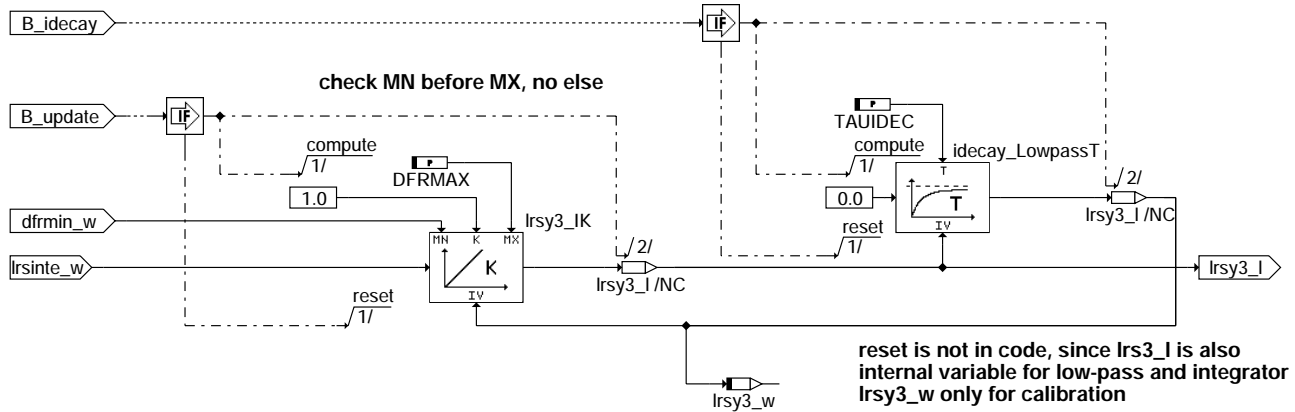 B_idecay
IF
check MN before MX, no else
B_update
IF
P
TAUIDEC
compute
1/
P
DFRMAX
compute
1/
idecay_LowpassT
T
1.0
0.0
T
IV
/2/
lrsy3_I /NC
dfrmin_w
lrsy3_IK
MN K MX
K
IV
reset
1/
/2/
lrsinte_w
lrsy3_I /NC
lrsy3_I
reset
1/
reset is not in code, since lrs3_I is also
internal variable for low-pass and integrator
lrsy3_w only for calibration
lrsy3_w